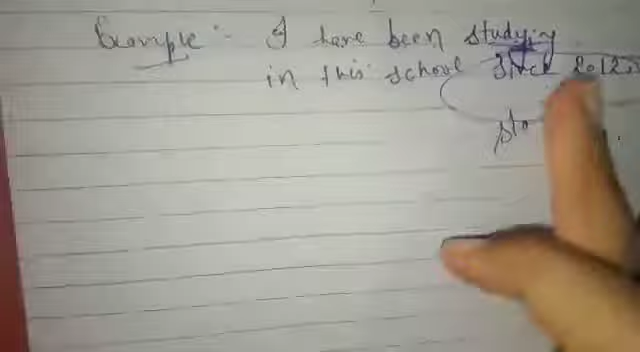 Example :- I have been studying
in this school since 2012.